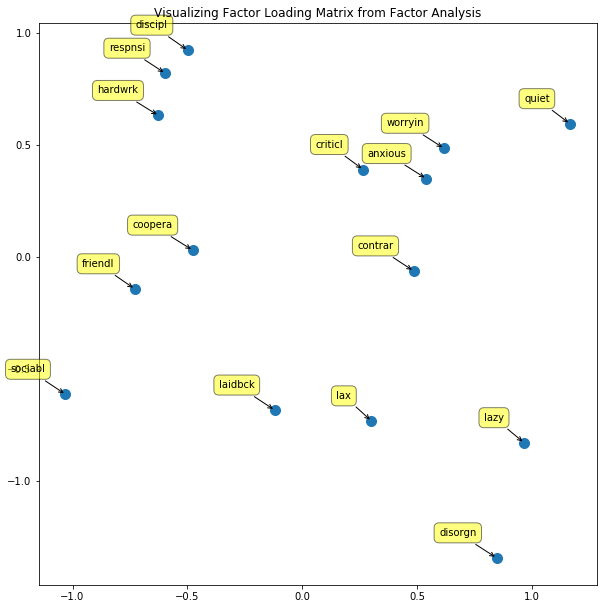 Visualizing Factor Loading Matrix from Factor Analysis
1.0
discipl
respnsi
hardwrk
quiet
worryin
criticl
anxious
0.5
coopera
contrar
0.0
friendl
sociabl
−0.5
laidbck
lax
lazy
−1.0
disorgn
−1.0 −0.5 0.0 0.5 1.0